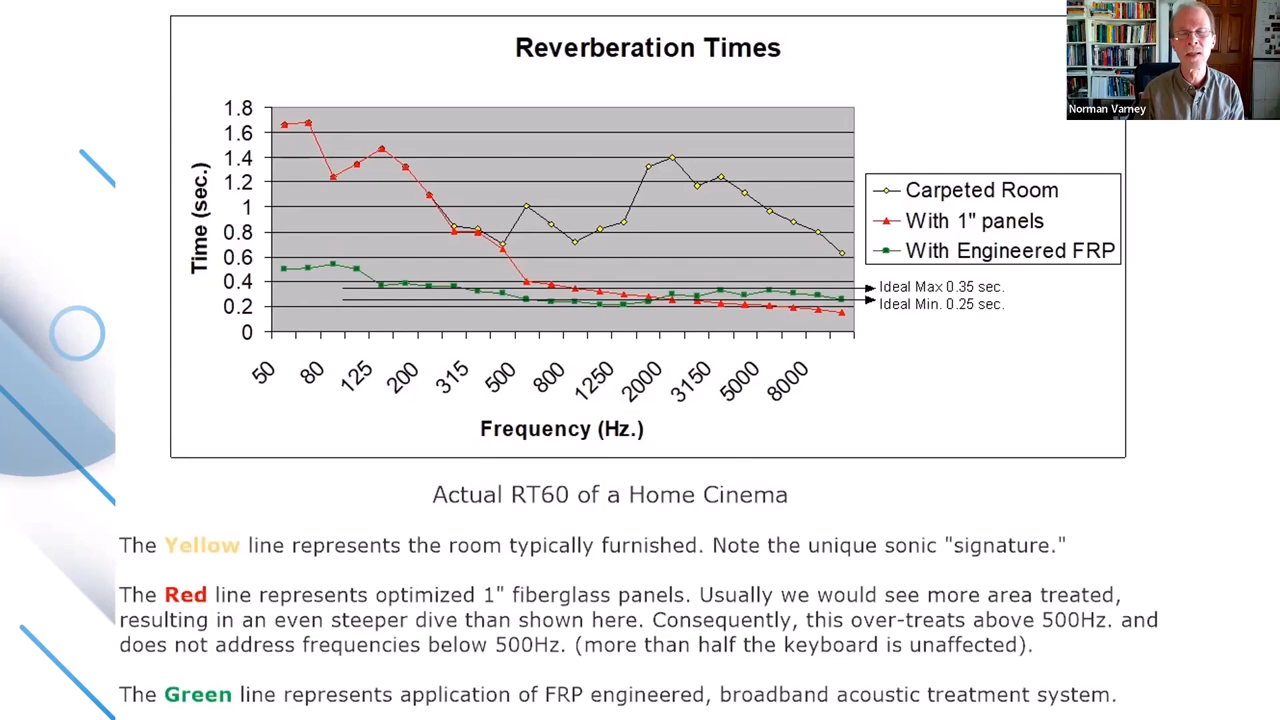 Reverberation Times
Norman Varney
1.8
1.6
1.4
1.2
1
0.8
0.6
0.4
0.2
0
Time (sec.)
50
80
125
200
315
500
800
1250
2000
3150
5000
8000
Frequency (Hz.)
Carpeted Room
With 1" panels
With Engineered FRP
Ideal Max 0.35 sec.
Ideal Min. 0.25 sec.
Actual RT60 of a Home Cinema
The Yellow line represents the room typically furnished. Note the unique sonic "signature."
The Red line represents optimized 1" fiberglass panels. Usually we would see more area treated,
resulting in an even steeper dive than shown here. Consequently, this over-treats above 500Hz. and
does not address frequencies below 500Hz. (more than half the keyboard is unaffected).
The Green line represents application of FRP engineered, broadband acoustic treatment system.